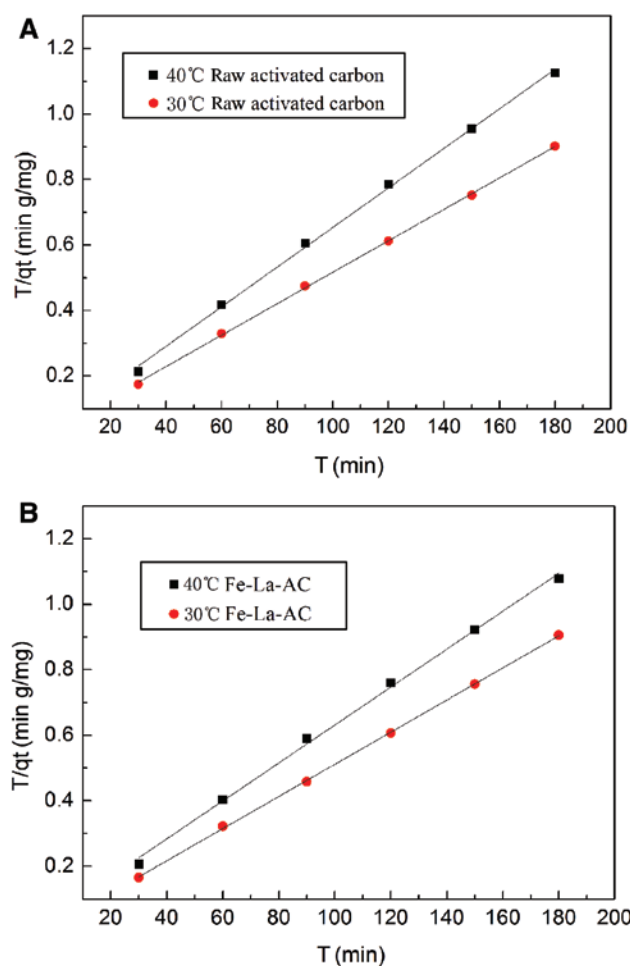 A
1.2
1.0
0.8
0.6
0.4
0.2
T/qt (min g/mg)
40℃ Raw activated carbon
30℃ Raw activated carbon
20 40 60 80 100 120 140 160 180 200
T (min)
B
1.2
1.0
0.8
0.6
0.4
0.2
T/qt (min g/mg)
40℃ Fe-La-AC
30℃ Fe-La-AC
20 40 60 80 100 120 140 160 180 200
T (min)